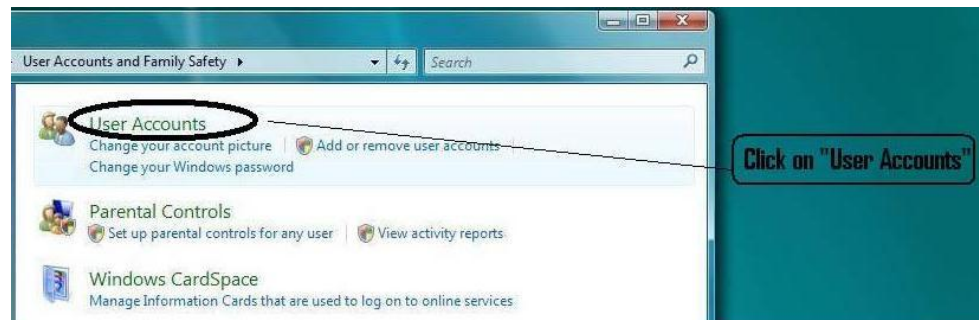 User Accounts and Family Safety
Search
User Accounts
Change your account picture
Add or remove user accounts
Change your Windows password
Click on "User Accounts"
Parental Controls
Set up parental controls for any user
View activity reports
Windows CardSpace
Manage Information Cards that are used to log on to online services